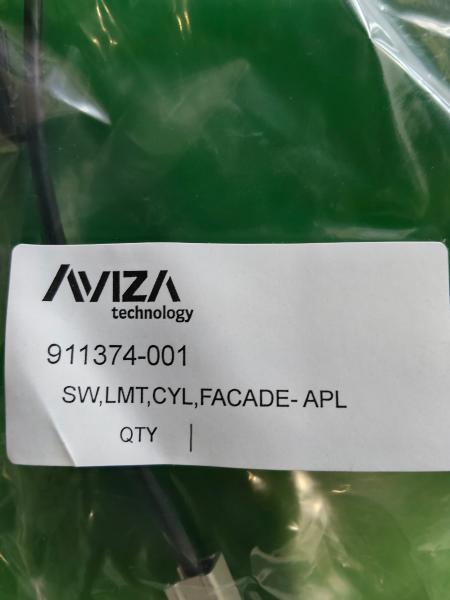 AVIZA
technology
911374-001
SW,LMT,CYL,FACADE- APL
QTY |